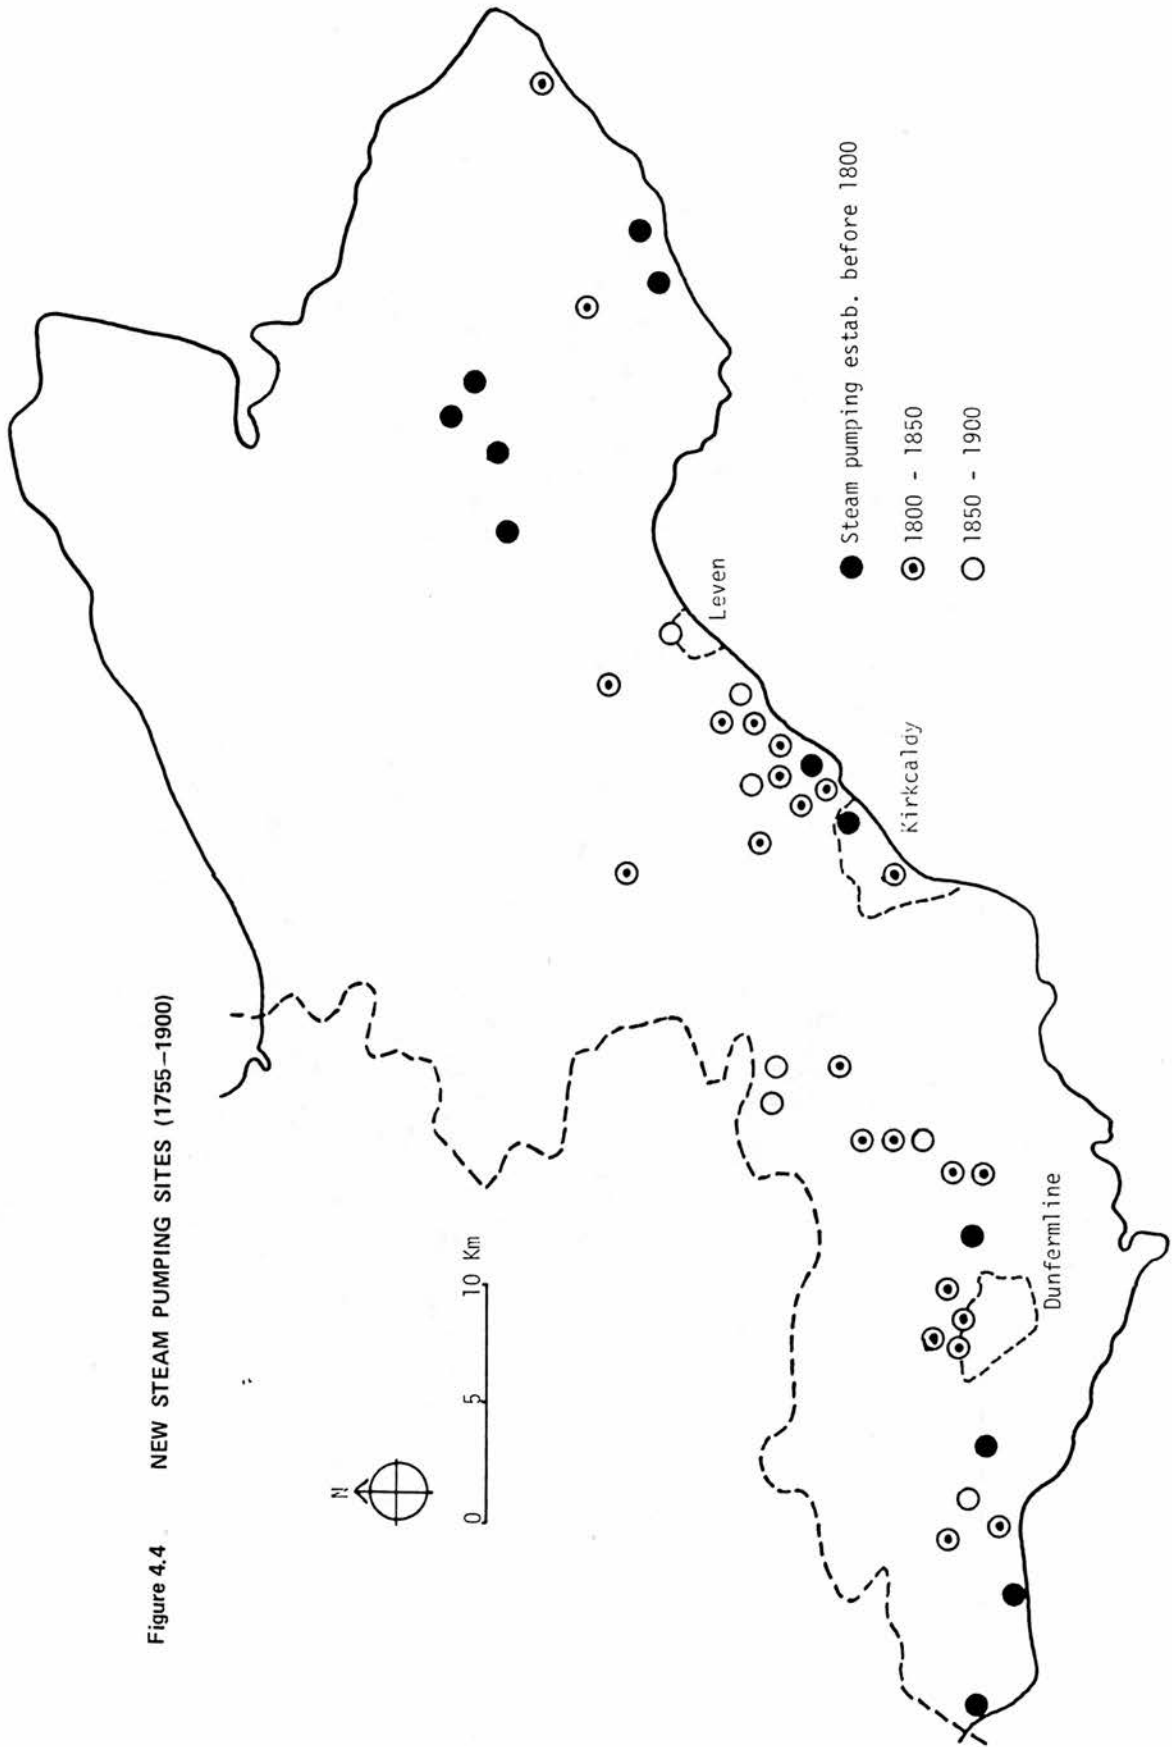 Figure 4.4 NEW STEAM PUMPING SITES (1755–1900)
N
0 5 10 Km
Leven
Kirkcaldy
Dunfermline
Steam pumping estab. before 1800
1800 - 1850
1850 - 1900